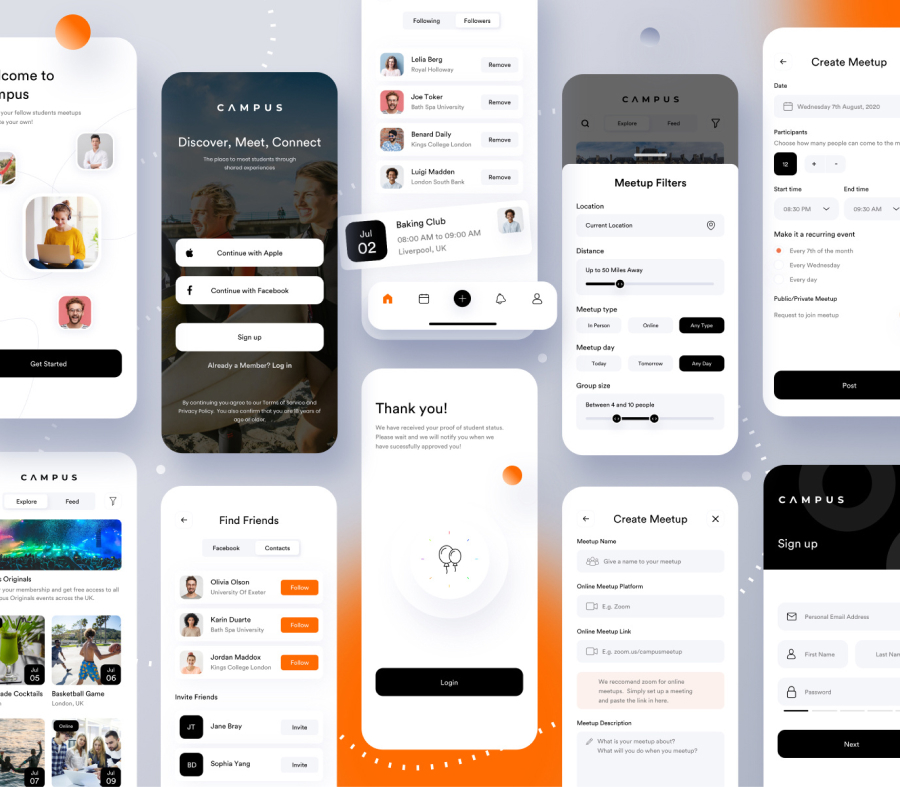 lcome to
mpus
your fellow students meetups
te your own!
Get Started
CAMPUS
Explore
Feed
s Originals
your membership and get free access to all
ous Originals events across the UK.
Jul
05
Jul
06
ade Cocktails
Basketball Game
London, UK
Jul
07
Online
Jul
09
CAMPUS
Discover, Meet, Connect
The place to meet students through
shared experiences
Continue with Apple
Continue with Facebook
Sign up
Already a Member? Log in
By continuing you agree to our Terms of Service and
Privacy Policy. You also confirm that you are 18 years of
age or older.
Find Friends
Facebook
Contacts
Olivia Olson
University Of Exeter
Follow
Karin Duarte
Bath Spa University
Follow
Jordan Maddox
Kings College London
Follow
Invite Friends
JT
Jane Bray
Invite
BD
Sophia Yang
Invite
Following
Followers
Lelia Berg
Royal Holloway
Remove
Joe Toker
Bath Spa University
Remove
Benard Daily
Kings College London
Remove
Luigi Madden
London South Bank
Remove
Jul
02
Baking Club
08:00 AM to 09:00 AM
Liverpool, UK
Thank you!
We have received your proof of student status.
Please wait and we will notify you when we
have sucessfully approved you!
Login
CAMPUS
Explore
Feed
Meetup Filters
Location
Current Location
Distance
Up to 50 Miles Away
Meetup type
In Person
Online
Any Type
Meetup day
Today
Tomorrow
Any Day
Group size
Between 4 and 10 people
Create Meetup
Meetup Name
Give a name to your meetup
Online Meetup Platform
E.g. Zoom
Online Meetup Link
E.g. zoom.us/campusmeetup
We reccomand zoom for online
meetups. Simply set up a meeting
and paste the link in here.
Meetup Description
What is your meetup about?
What will you do when you meetup?
Create Meetup
Date
Wednesday 7th August, 2020
Participants
Choose how many people can come to the m
12
+
-
Start time
End time
08:30 PM
09:30 AM
Make it a recurring event
Every 7th of the month
Every Wednesday
Every day
Public/Private Meetup
Request to join meetup
Post
CAMPUS
Sign up
Personal Email Address
First Name
Last Nam
Password
Next